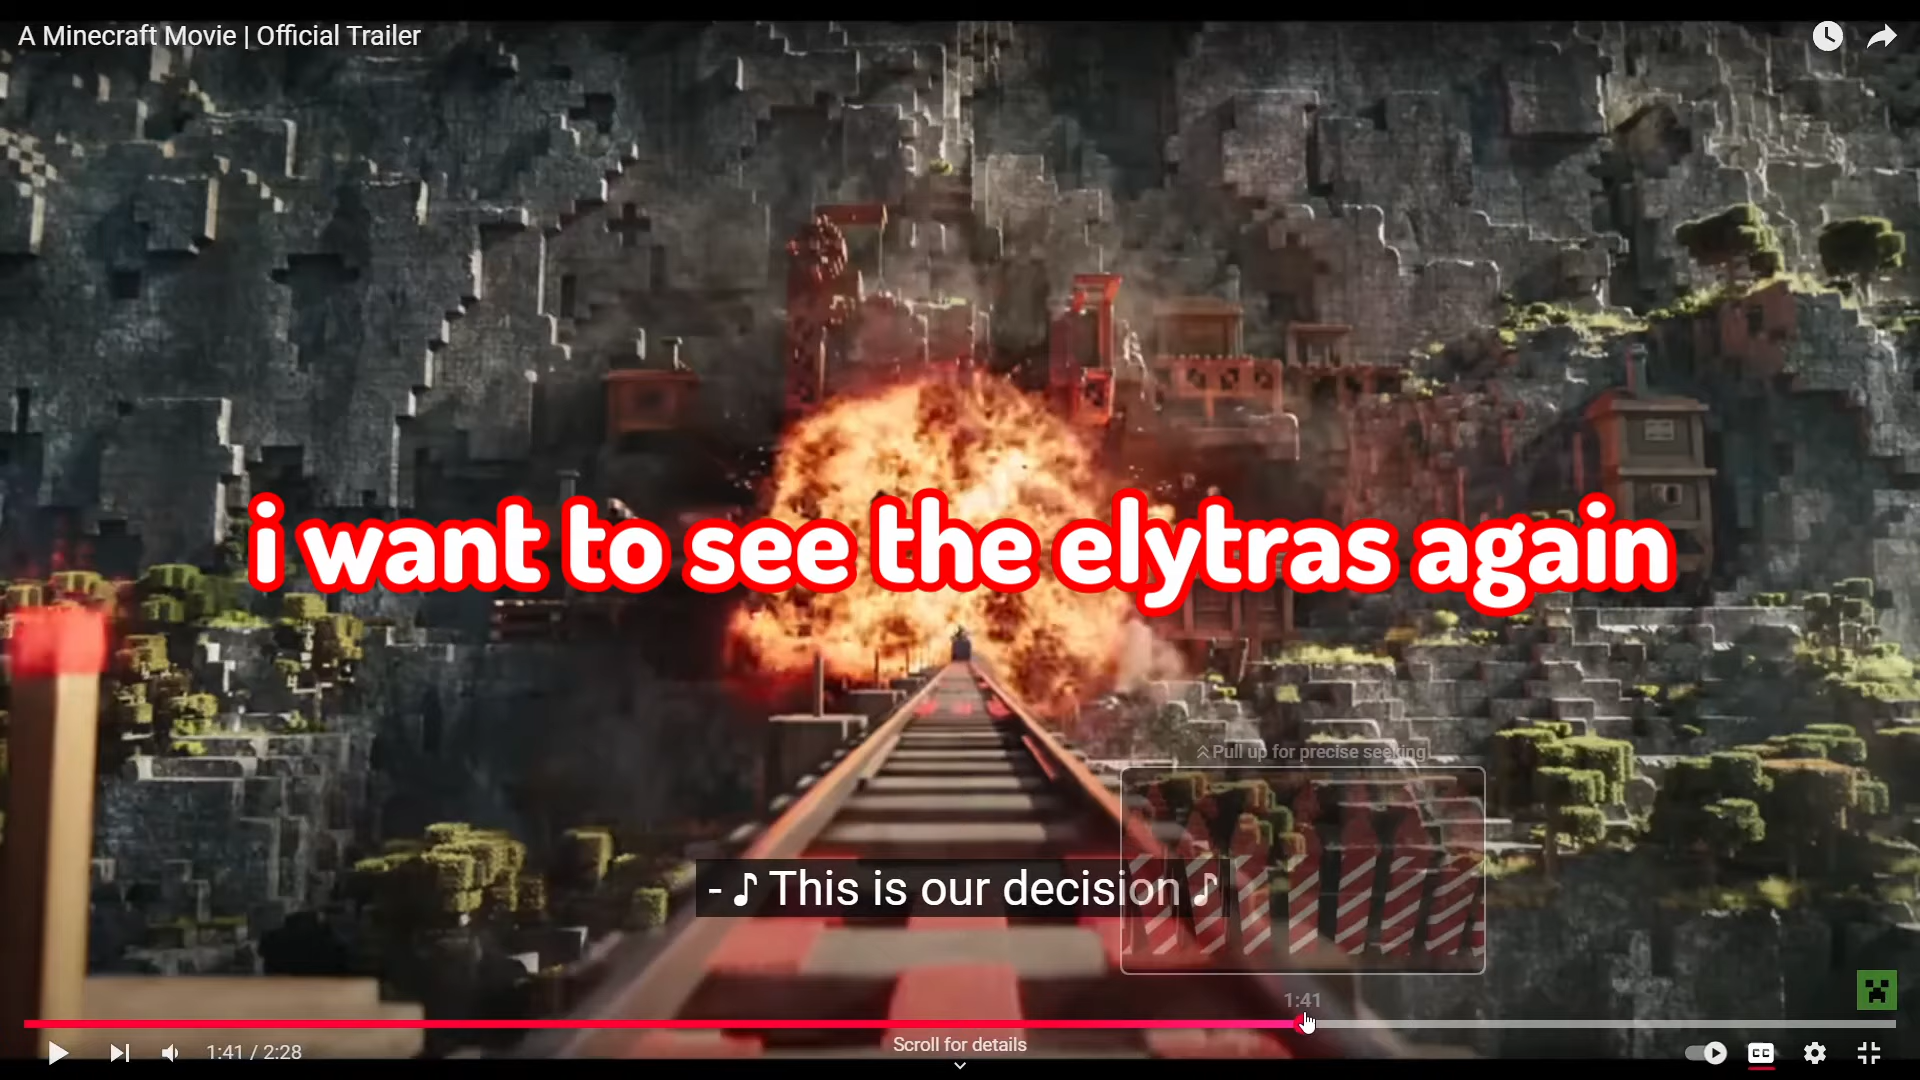 A Minecraft Movie | Official Trailer
i want to see the elytras again
Pull up for precise seeking
- ♪ This is our decision ♪
1:41
1:41 / 2:28
Scroll for details
CC